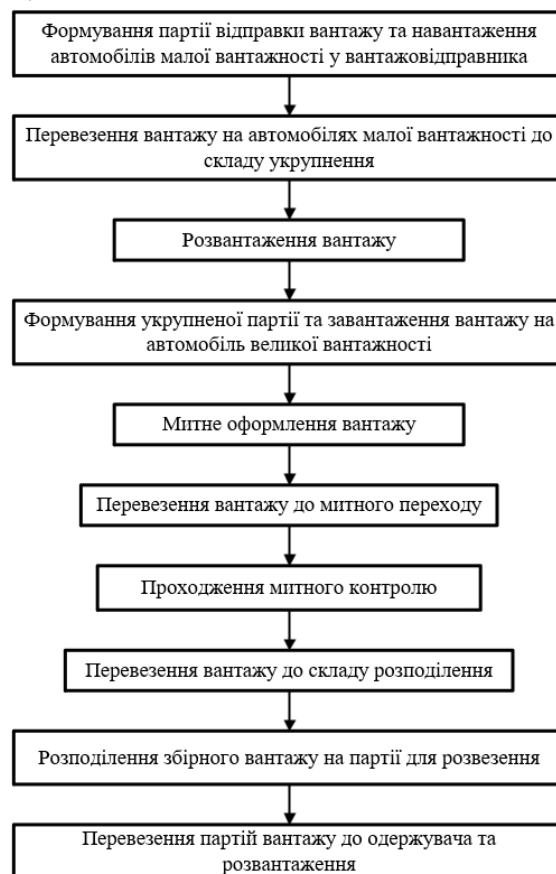 Формування партії відправки вантажу та навантаження
автомобілів малої вантажності у вантажовідправника
Перевезення вантажу на автомобілях малої вантажності до
складу укрупнення
Розвантаження вантажу
Формування укрупненої партії та завантаження вантажу на
автомобіль великої вантажності
Митне оформлення вантажу
Перевезення вантажу до митного переходу
Проходження митного контролю
Перевезення вантажу до складу розподілення
Розподілення збірного вантажу на партії для розвезення
Перевезення партій вантажу до одержувача та
розвантаження